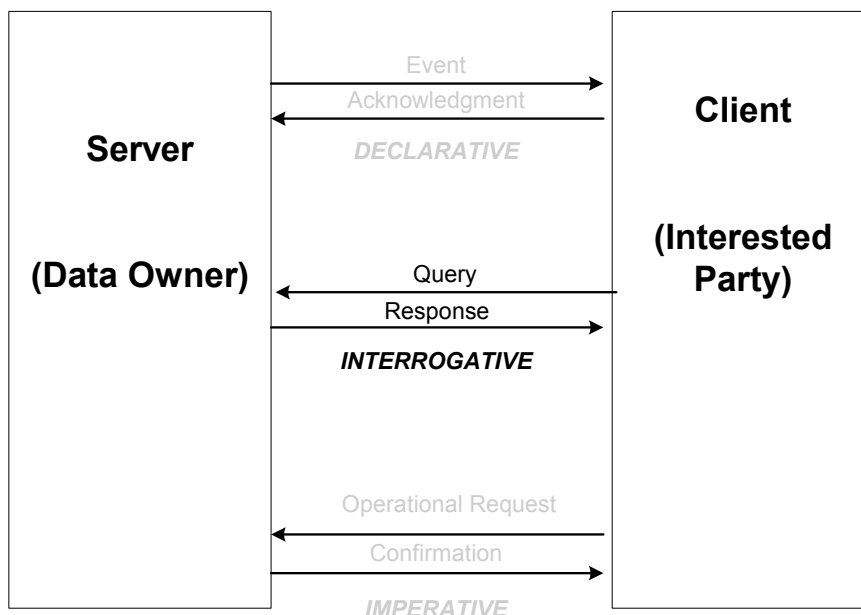 Server
(Data Owner)
Event
Acknowledgment
DECLARATIVE
Query
Response
INTERROGATIVE
Operational Request
Confirmation
IMPERATIVE
Client
(Interested
Party)